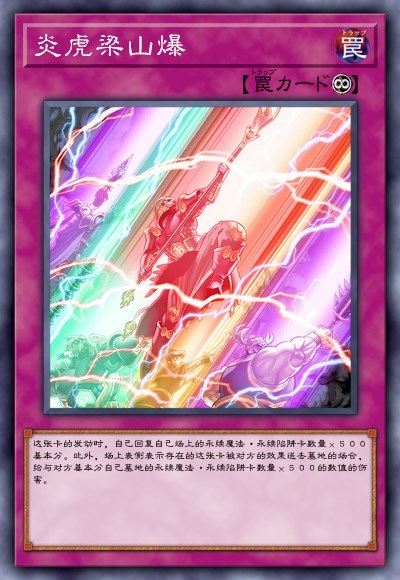 炎虎梁山爆
トラップ
罠
トラップ
【罠カード】
这张卡的发动时，自己回复自己场上的永续魔法·永续陷阱卡数量×５００
基本分。此外，场上表侧表示存在的这张卡被对方的效果送去墓地的场合，
给与对方基本分自己墓地的永续魔法·永续陷阱卡数量×５００的数值的伤
害。